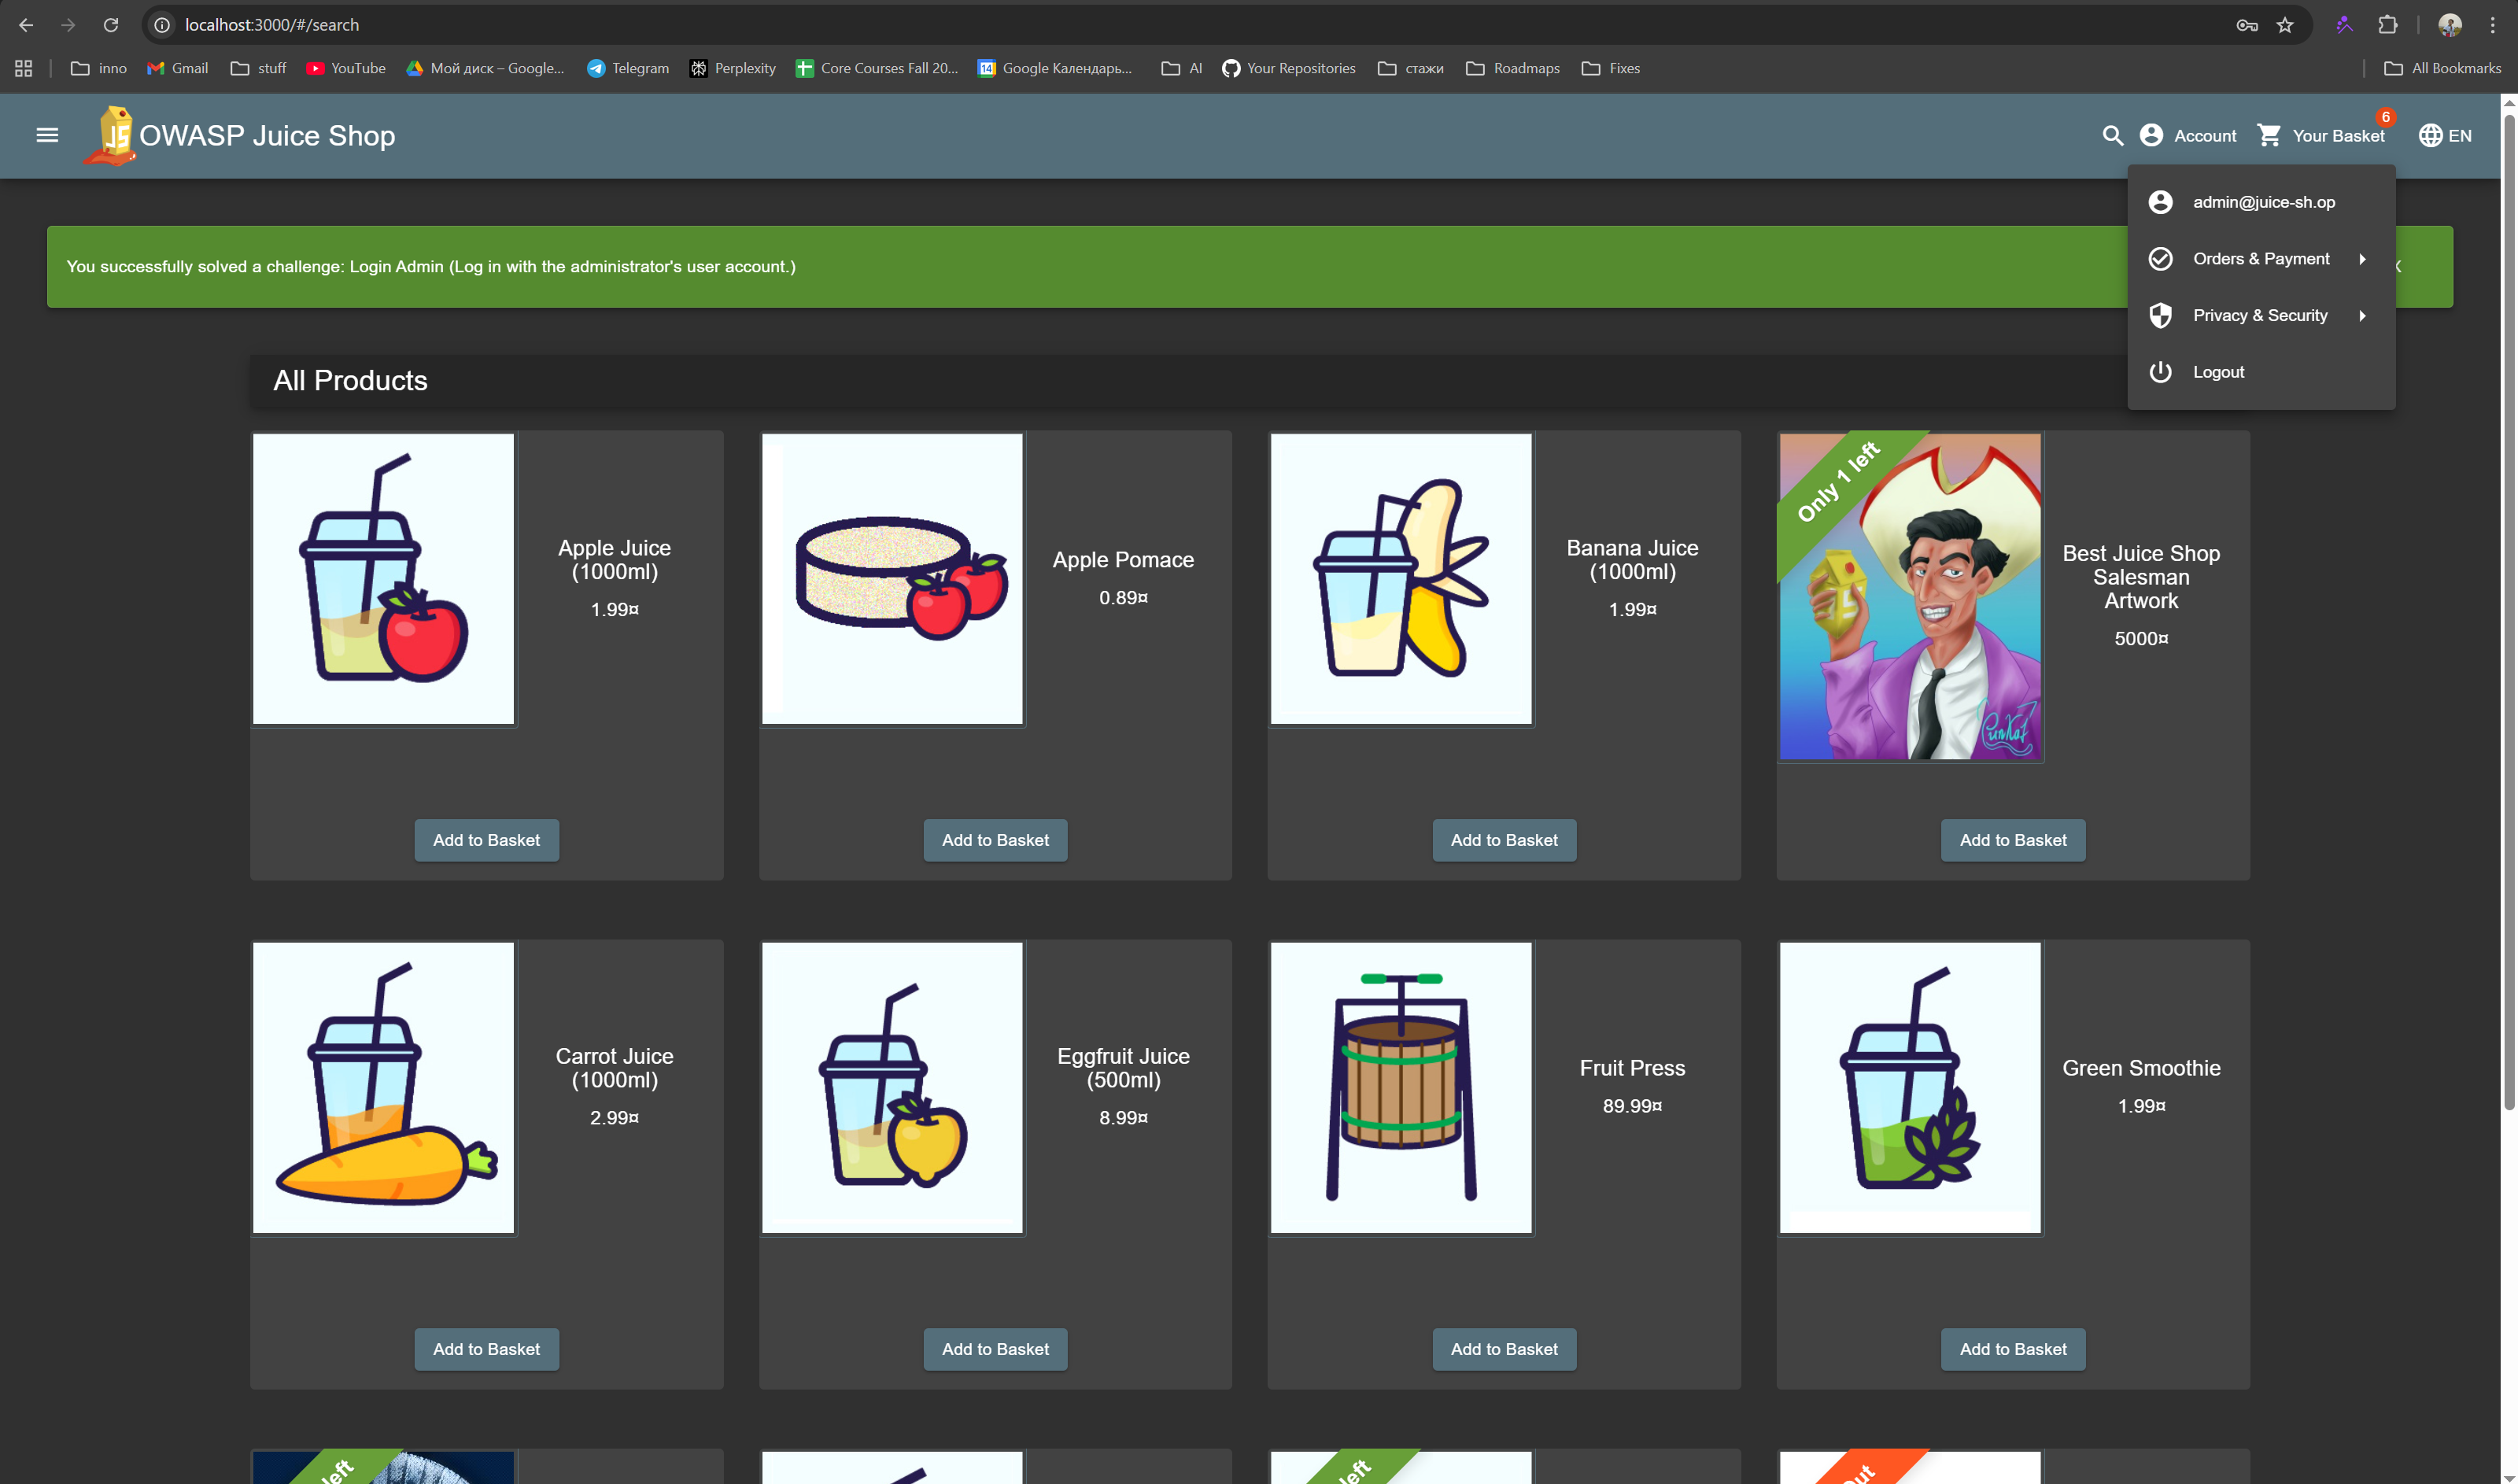 localhost:3000/#/search
inno
Gmail
stuff
YouTube
Мой диск – Google...
Telegram
Perplexity
Core Courses Fall 20...
14
Google Календарь...
AI
Your Repositories
стажи
Roadmaps
Fixes
All Bookmarks
JS
OWASP Juice Shop
Account
Your Basket
6
EN
admin@juice-sh.op
Orders & Payment
Privacy & Security
Logout
You successfully solved a challenge: Login Admin (Log in with the administrator's user account.)
X
All Products
Apple Juice
(1000ml)
1.99¤
Add to Basket
Apple Pomace
0.89¤
Add to Basket
Banana Juice
(1000ml)
1.99¤
Add to Basket
Only 1 left
Best Juice Shop
Salesman
Artwork
5000¤
Add to Basket
Carrot Juice
(1000ml)
2.99¤
Add to Basket
Eggfruit Juice
(500ml)
8.99¤
Add to Basket
Fruit Press
89.99¤
Add to Basket
Green Smoothie
1.99¤
Add to Basket
left
left
Out